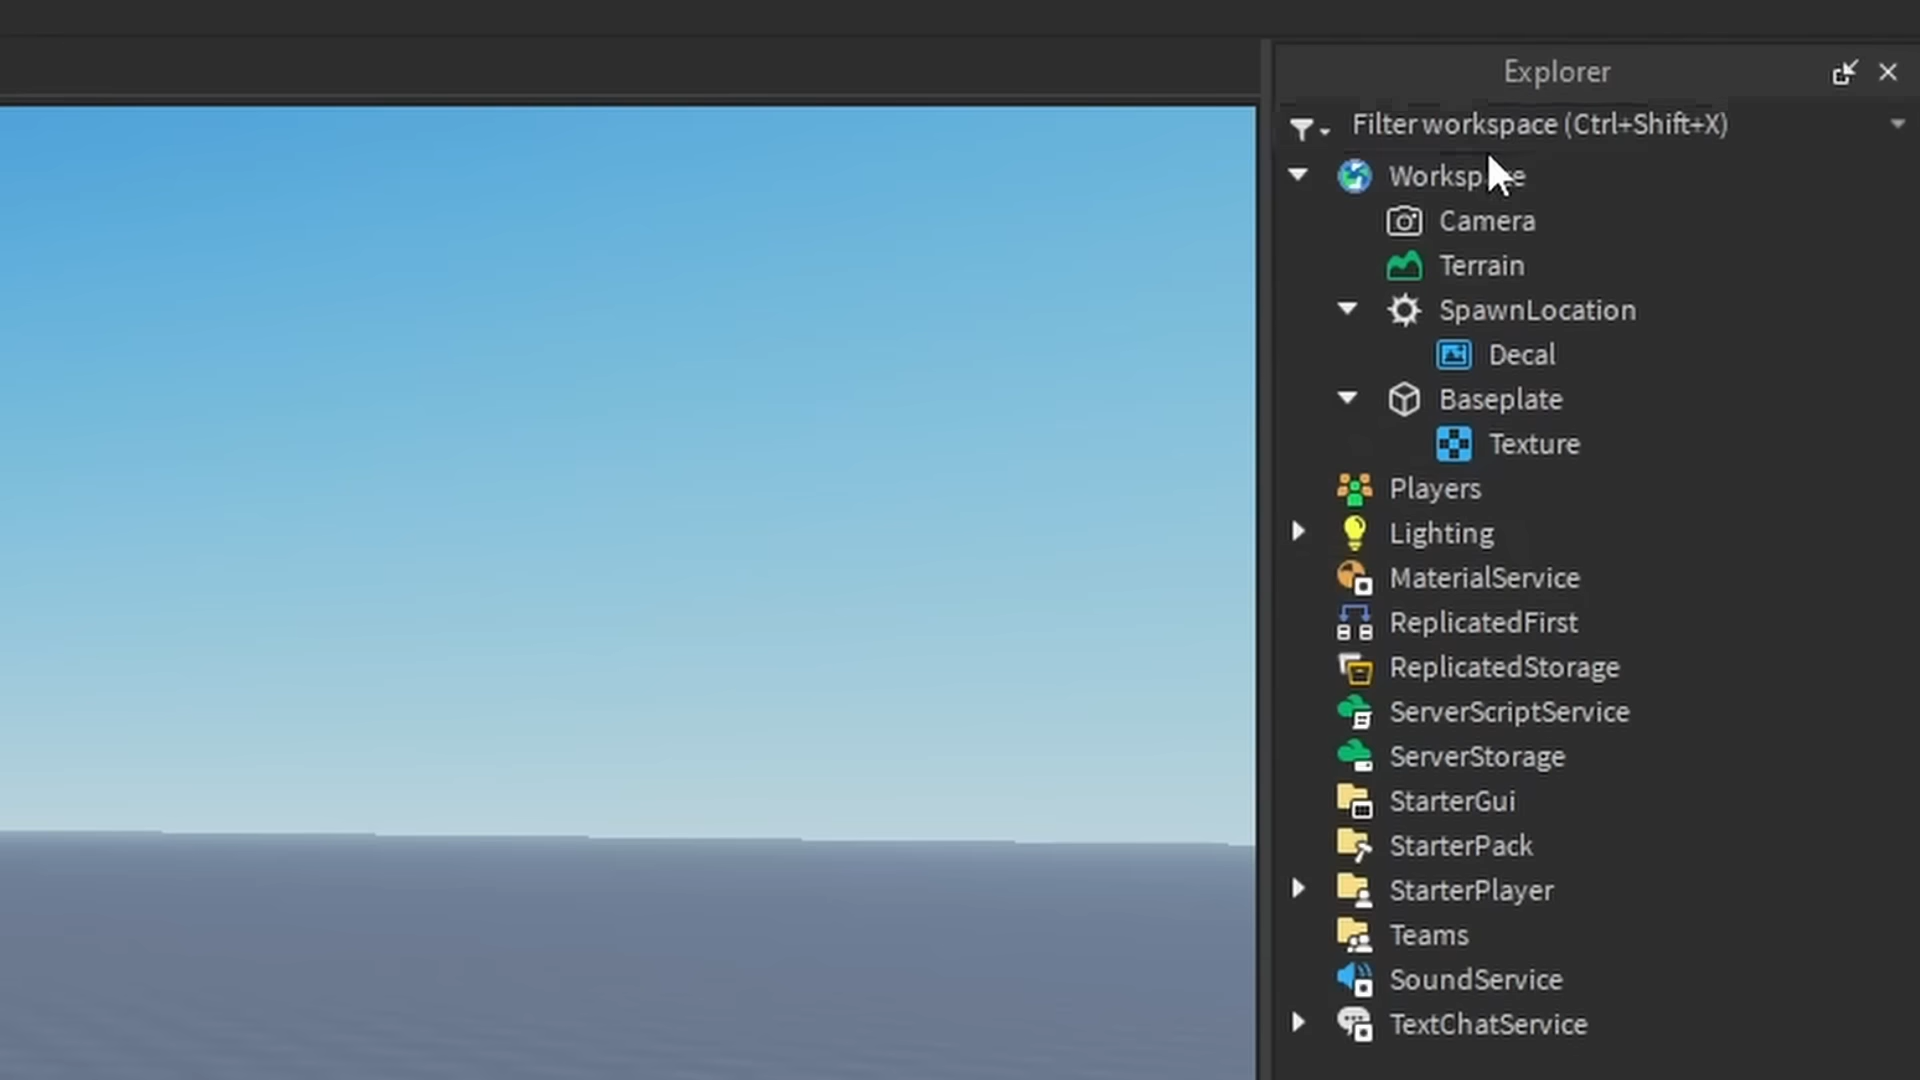 Explorer
Filter workspace (Ctrl+Shift+X)
Workspace
Camera
Terrain
SpawnLocation
Decal
Baseplate
Texture
Players
Lighting
MaterialService
ReplicatedFirst
ReplicatedStorage
ServerScriptService
ServerStorage
StarterGui
StarterPack
StarterPlayer
Teams
SoundService
TextChatService